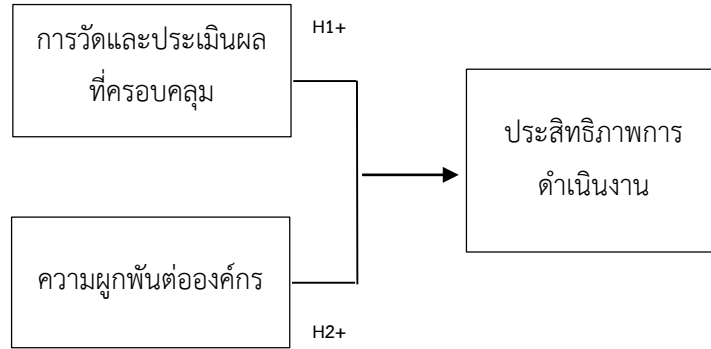 การวัดและประเมินผล
ที่ครอบคลุม
H1+
ประสิทธิภาพการ
ดำเนินงาน
ความผูกพันต่อองค์กร
H2+